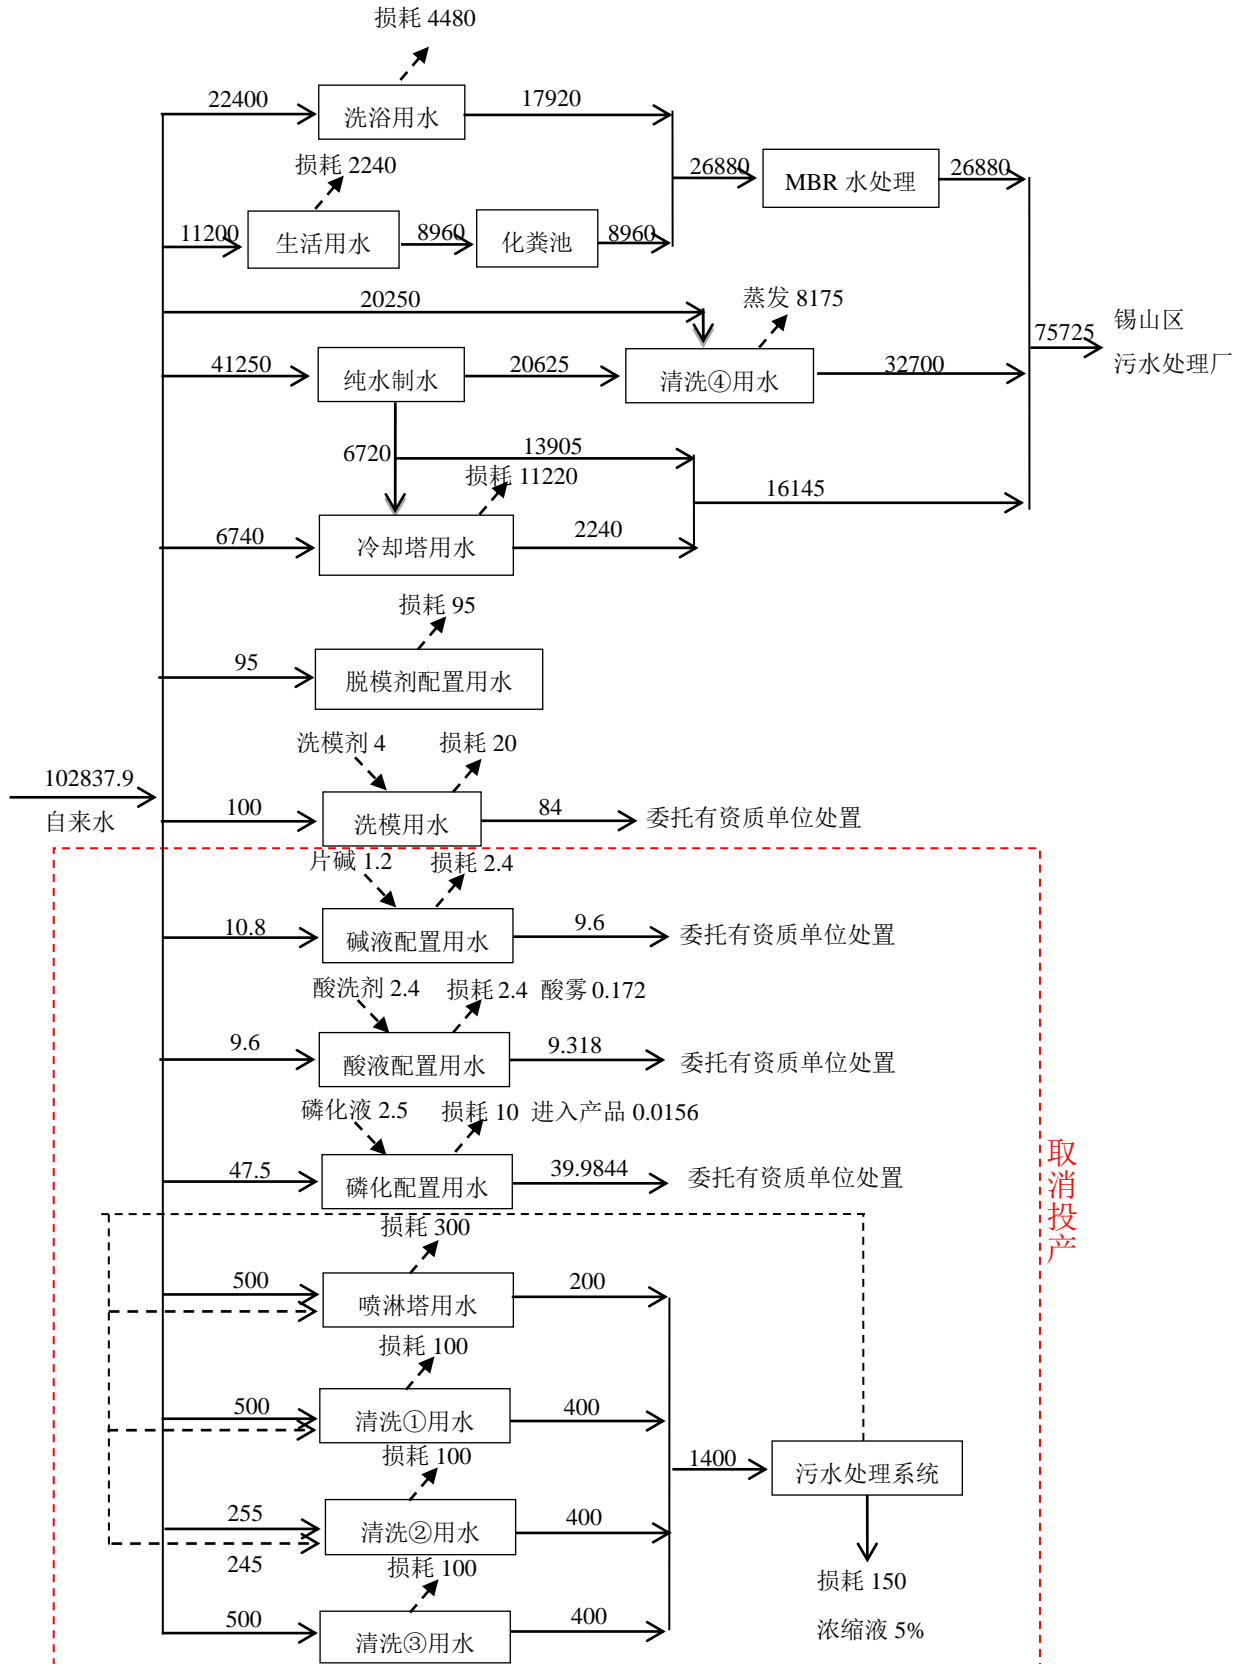 损耗 4480
22400
洗浴用水
17920
损耗 2240
26880
MBR 水处理
26880
11200
生活用水
8960
化粪池
8960
20250
蒸发 8175
锡山区
75725
污水处理厂
41250
纯水制水
20625
清洗④用水
32700
6720
13905
损耗 11220
16145
6740
冷却塔用水
2240
损耗 95
95
脱模剂配置用水
洗模剂 4
损耗 20
102837.9
自来水
100
洗模用水
84
委托有资质单位处置
片碱 1.2
损耗 2.4
10.8
碱液配置用水
9.6
委托有资质单位处置
酸洗剂 2.4
损耗 2.4 酸雾 0.172
9.6
酸液配置用水
9.318
委托有资质单位处置
磷化液 2.5
损耗 10 进入产品 0.0156
47.5
磷化配置用水
39.9844
委托有资质单位处置
取消投产
损耗 300
500
喷淋塔用水
200
损耗 100
500
清洗①用水
400
损耗 100
1400
污水处理系统
255
清洗②用水
400
245
损耗 100
损耗 150
500
清洗③用水
400
浓缩液 5%